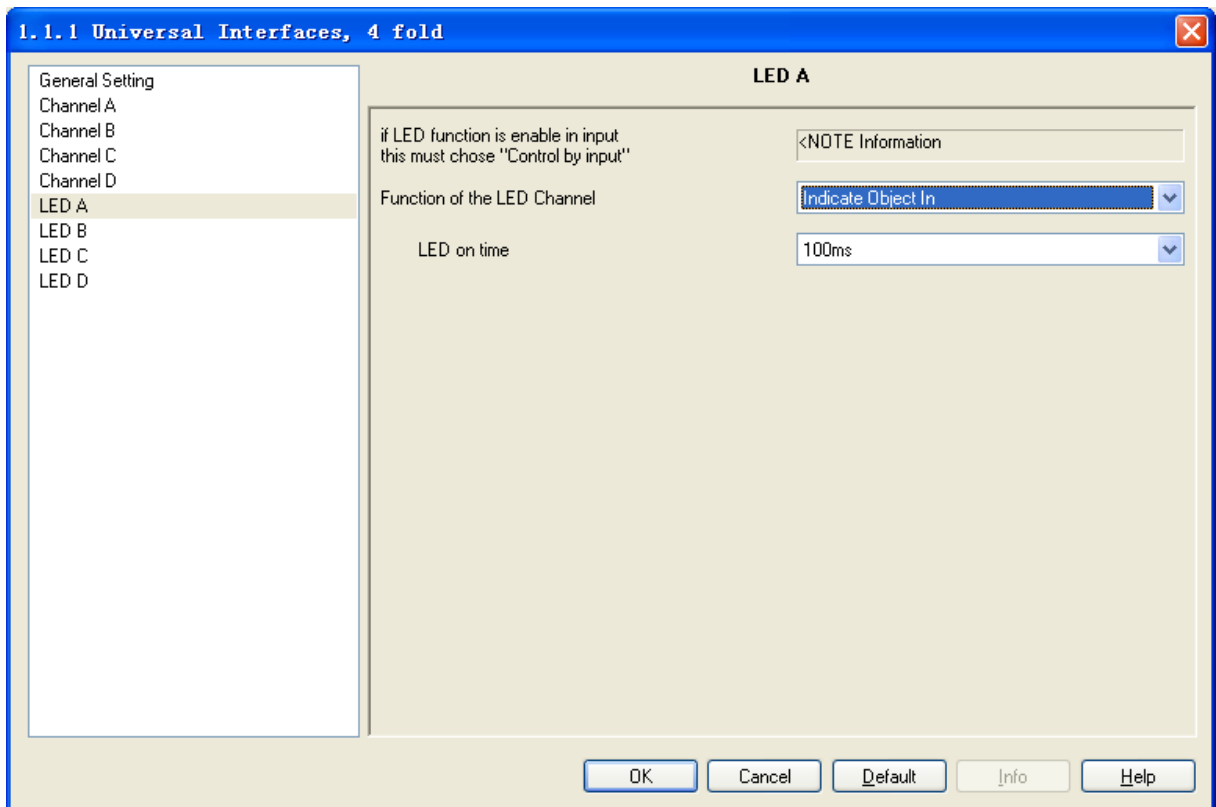 1.1.1 Universal Interfaces, 4 fold
General Setting
Channel A
Channel B
Channel C
Channel D
LED A
LED B
LED C
LED D
LED A
if LED function is enable in input
this must chose "Control by input"
<NOTE Information
Function of the LED Channel
Indicate Object In
LED on time
100ms
OK
Cancel
Default
Info
Help